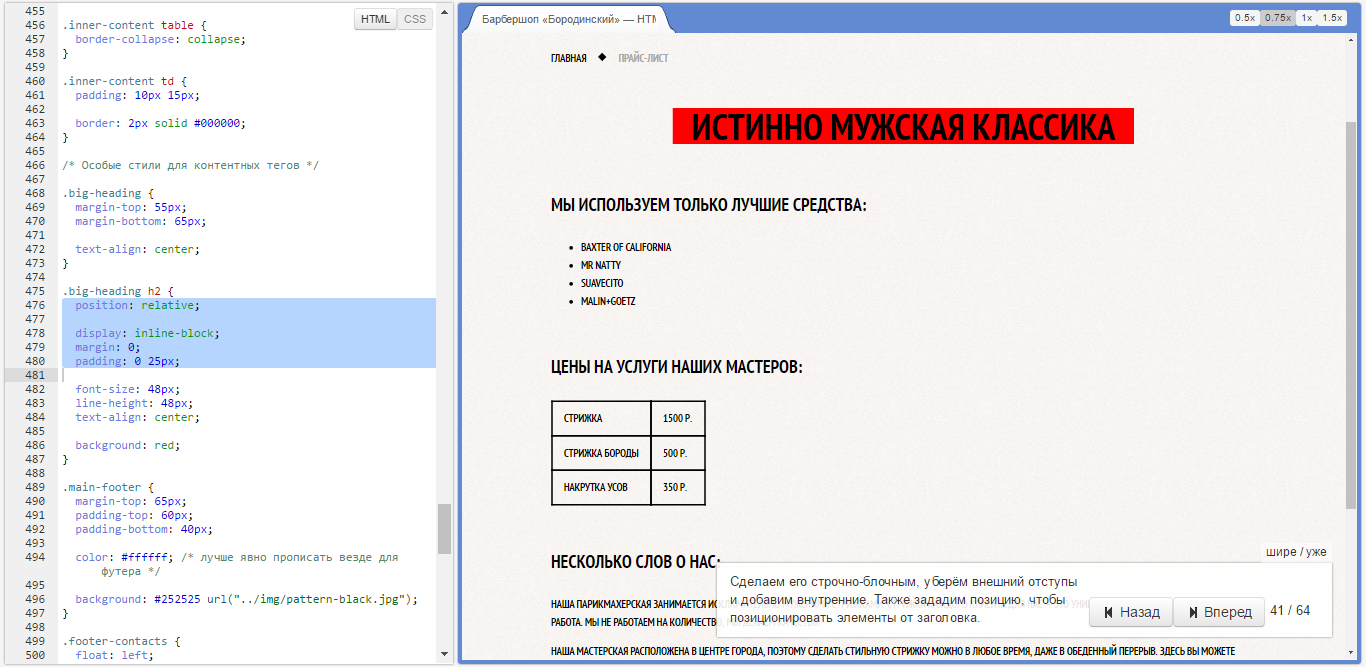 455
456 .inner-content table {
457 border-collapse: collapse;
458 }
459
460 .inner-content td {
461 padding: 10px 15px;
462
463 border: 2px solid #000000;
464 }
465
466 /* Особые стили для контентных тегов */
467
468 .big-heading {
469 margin-top: 55px;
470 margin-bottom: 65px;
471
472 text-align: center;
473 }
474
475 .big-heading h2 {
476 position: relative;
477
478 display: inline-block;
479 margin: 0;
480 padding: 0 25px;
481
482 font-size: 48px;
483 line-height: 48px;
484 text-align: center;
485
486 background: red;
487 }
488
489 .main-footer {
490 margin-top: 65px;
491 padding-top: 60px;
492 padding-bottom: 40px;
493
494 color: #ffffff; /* лучше явно прописать везде для
футера */
495
496 background: #252525 url("../img/pattern-black.jpg");
497 }
498
499 .footer-contacts {
500 float: left;
HTML CSS
Барбершоп «Бородинский» — HTM
0.5x 0.75x 1x 1.5x
ГЛАВНАЯ ◆ ПРАЙС-ЛИСТ
ИСТИННО МУЖСКАЯ КЛАССИКА
МЫ ИСПОЛЬЗУЕМ ТОЛЬКО ЛУЧШИЕ СРЕДСТВА:
• BAXTER OF CALIFORNIA
• MR NATTY
• SUAVECITO
• MALIN+GOETZ
ЦЕНЫ НА УСЛУГИ НАШИХ МАСТЕРОВ:
СТРИЖКА 1500 Р.
СТРИЖКА БОРОДЫ 500 Р.
НАКРУТКА УСОВ 350 Р.
НЕСКОЛЬКО СЛОВ О НАС:
НАША ПАРИКМАХЕРСКАЯ ЗАНИМАЕТСЯ
РАБОТА. МЫ НЕ РАБОТАЕМ НА КОЛИЧЕСТВО
НАША МАСТЕРСКАЯ РАСПОЛОЖЕНА В ЦЕНТРЕ ГОРОДА, ПОЭТОМУ СДЕЛАТЬ СТИЛЬНУЮ СТРИЖКУ МОЖНО В ЛЮБОЕ ВРЕМЯ, ДАЖЕ В ОБЕДЕННЫЙ ПЕРЕРЫВ. ЗДЕСЬ ВЫ МОЖЕТЕ
шире / уже
Сделаем его строчно-блочным, уберём внешний отступы
и добавим внутренние. Также зададим позицию, чтобы
позиционировать элементы от заголовка.
Назад Вперед 41 / 64